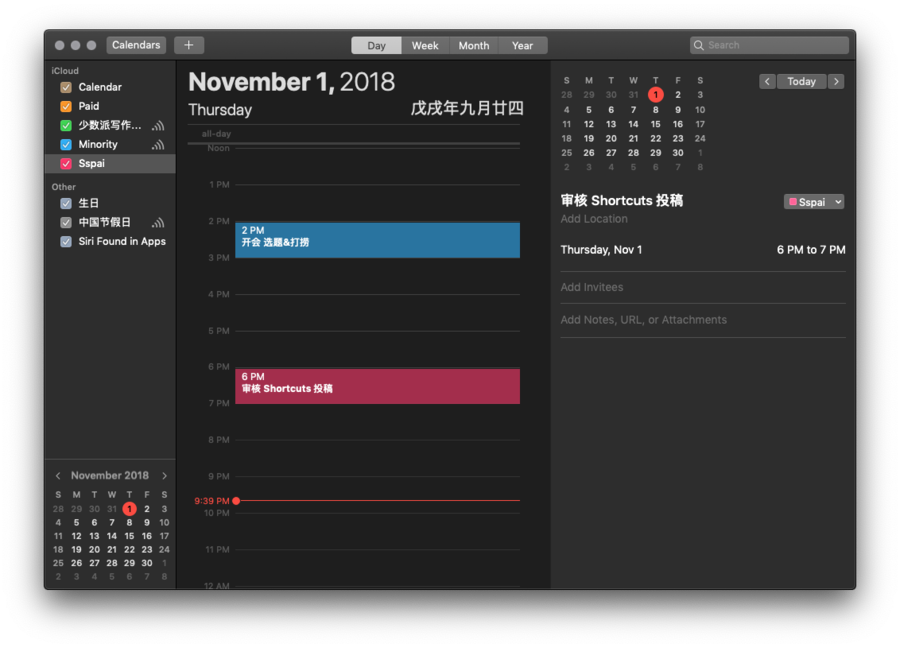 Calendars
+
Day Week Month Year
Search
iCloud
Calendar
Paid
少数派写作...
Minority
Sspai
Other
生日
中国节假日
Siri Found in Apps
November 2018
S M T W T F S
28 29 30 31 1 2 3
4 5 6 7 8 9 10
11 12 13 14 15 16 17
18 19 20 21 22 23 24
25 26 27 28 29 30 1
2 3 4 5 6 7 8
November 1, 2018
Thursday 戊戌年九月廿四
all-day
Noon
1 PM
2 PM
2 PM
开会 选题&打捞
3 PM
4 PM
5 PM
6 PM
6 PM
审核 Shortcuts 投稿
7 PM
8 PM
9 PM
9:39 PM
10 PM
11 PM
12 AM
S M T W T F S
28 29 30 31 1 2 3
4 5 6 7 8 9 10
11 12 13 14 15 16 17
18 19 20 21 22 23 24
25 26 27 28 29 30 1
2 3 4 5 6 7 8
Today
审核 Shortcuts 投稿
Sspai
Add Location
Thursday, Nov 1 6 PM to 7 PM
Add Invitees
Add Notes, URL, or Attachments